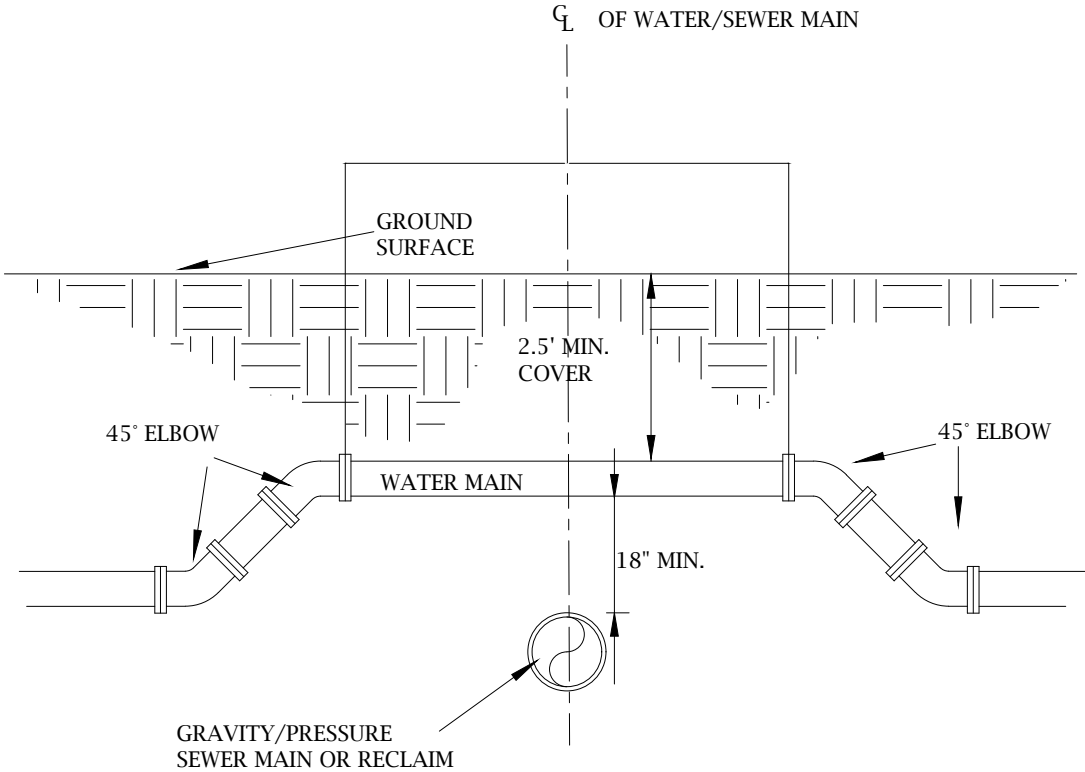 ℄ OF WATER/SEWER MAIN
GROUND
SURFACE
2.5' MIN.
COVER
45° ELBOW
45° ELBOW
WATER MAIN
18" MIN.
GRAVITY/PRESSURE
SEWER MAIN OR RECLAIM